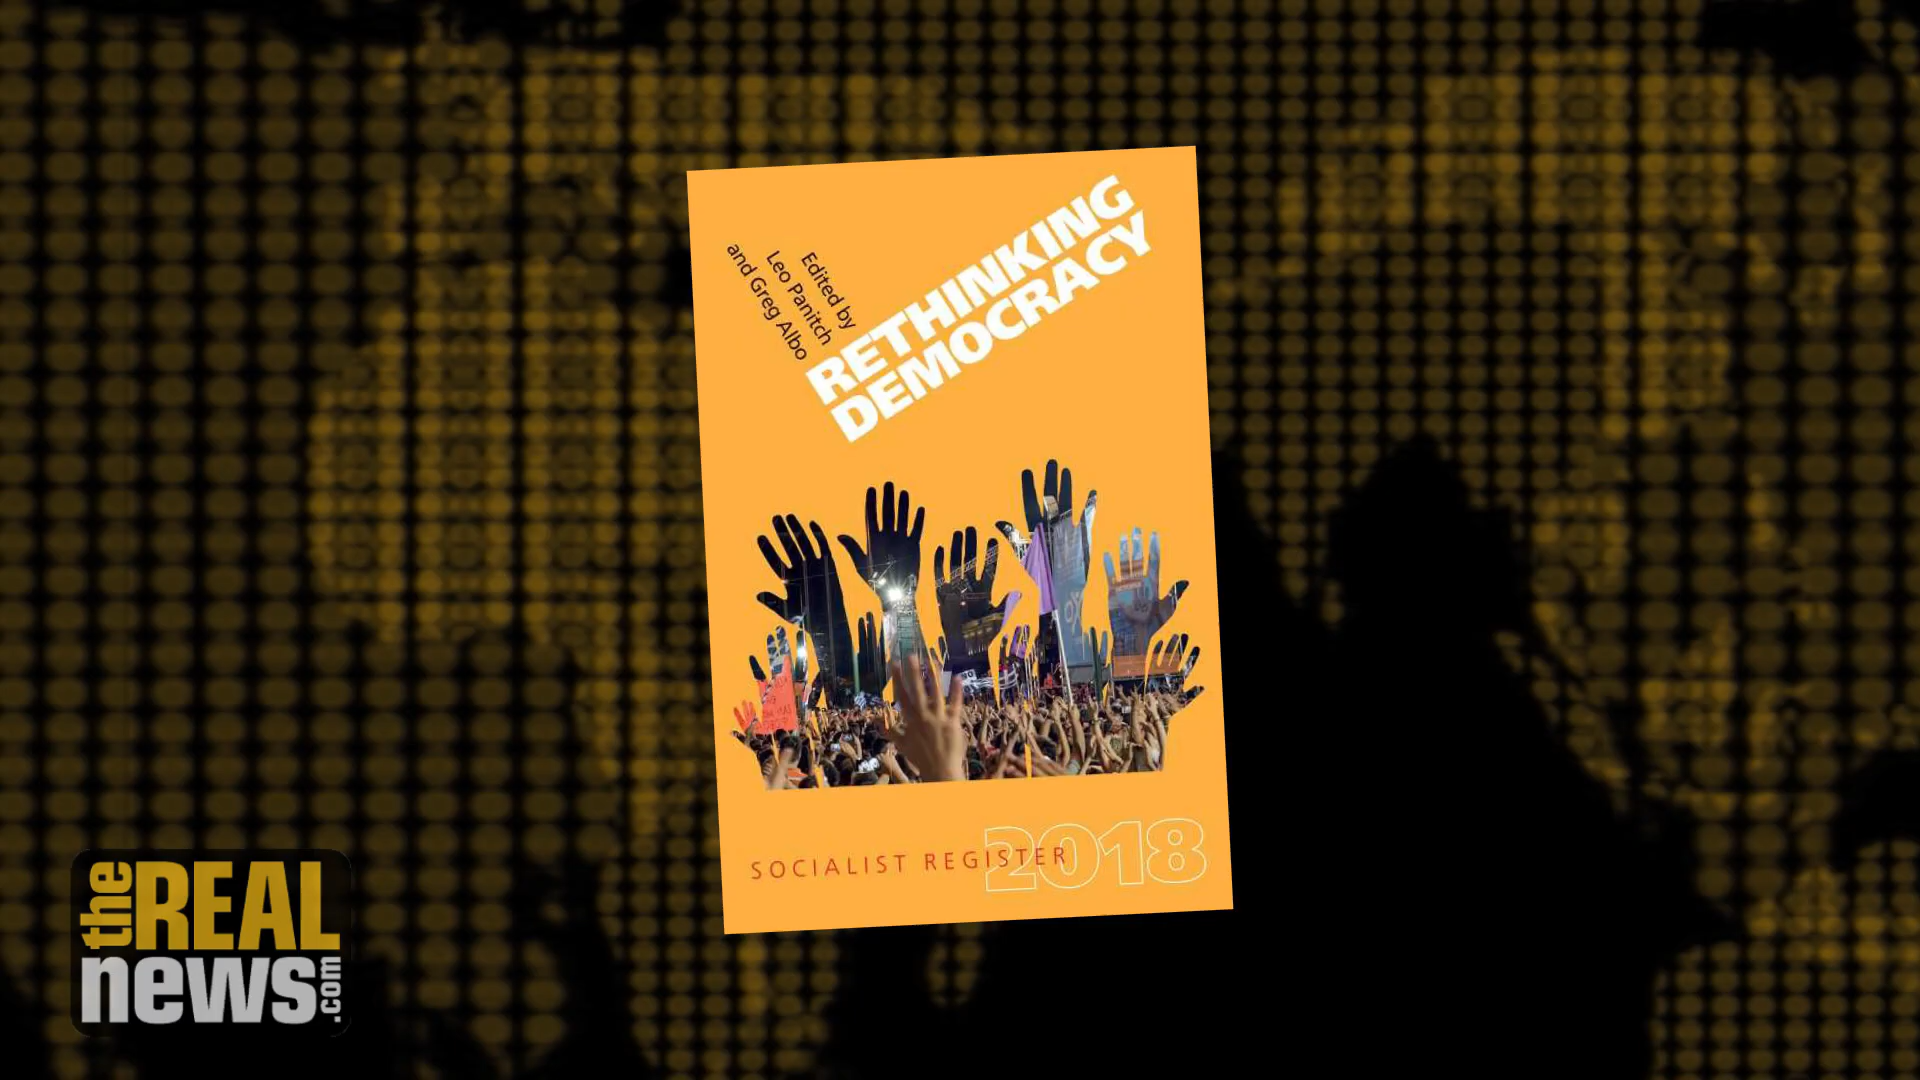 RETHINKING
DEMOCRACY
Edited by
Leo Panitch
and Greg Albo
SOCIALIST REGISTER
2018
the
REAL
news
.com